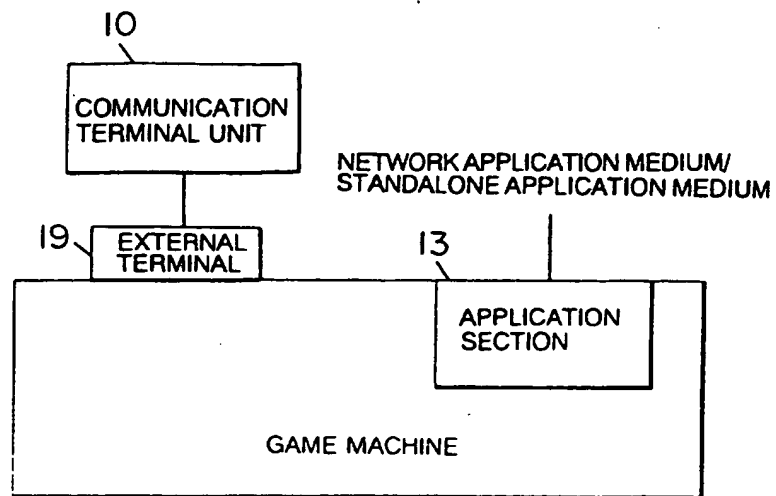 10
COMMUNICATION
TERMINAL UNIT
NETWORK APPLICATION MEDIUM/
STANDALONE APPLICATION MEDIUM
19
EXTERNAL
TERMINAL
13
APPLICATION
SECTION
GAME MACHINE